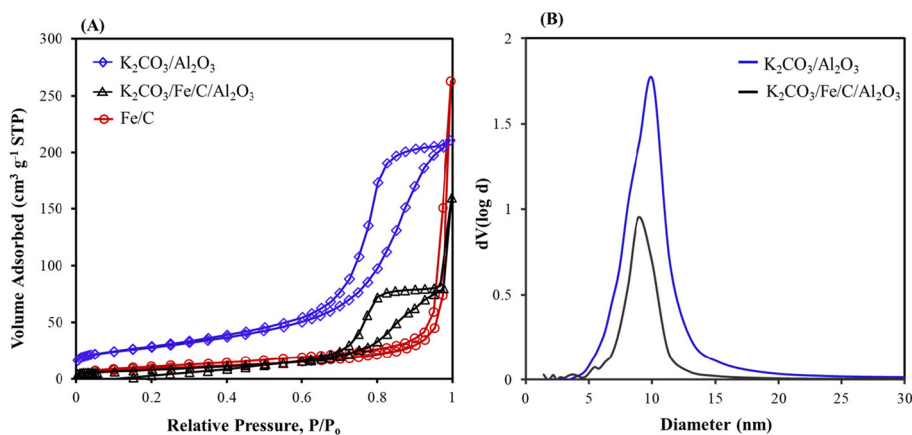 (A)
300
250
200
150
100
50
0
Volume Adsorbed (cm³ g⁻¹ STP)
K₂CO₃/Al₂O₃
K₂CO₃/Fe/C/Al₂O₃
Fe/C
0 0.2 0.4 0.6 0.8 1
Relative Pressure, P/Pₒ
(B)
2
1.5
1
0.5
0
dV(log d)
K₂CO₃/Al₂O₃
K₂CO₃/Fe/C/Al₂O₃
0 5 10 15 20 25 30
Diameter (nm)